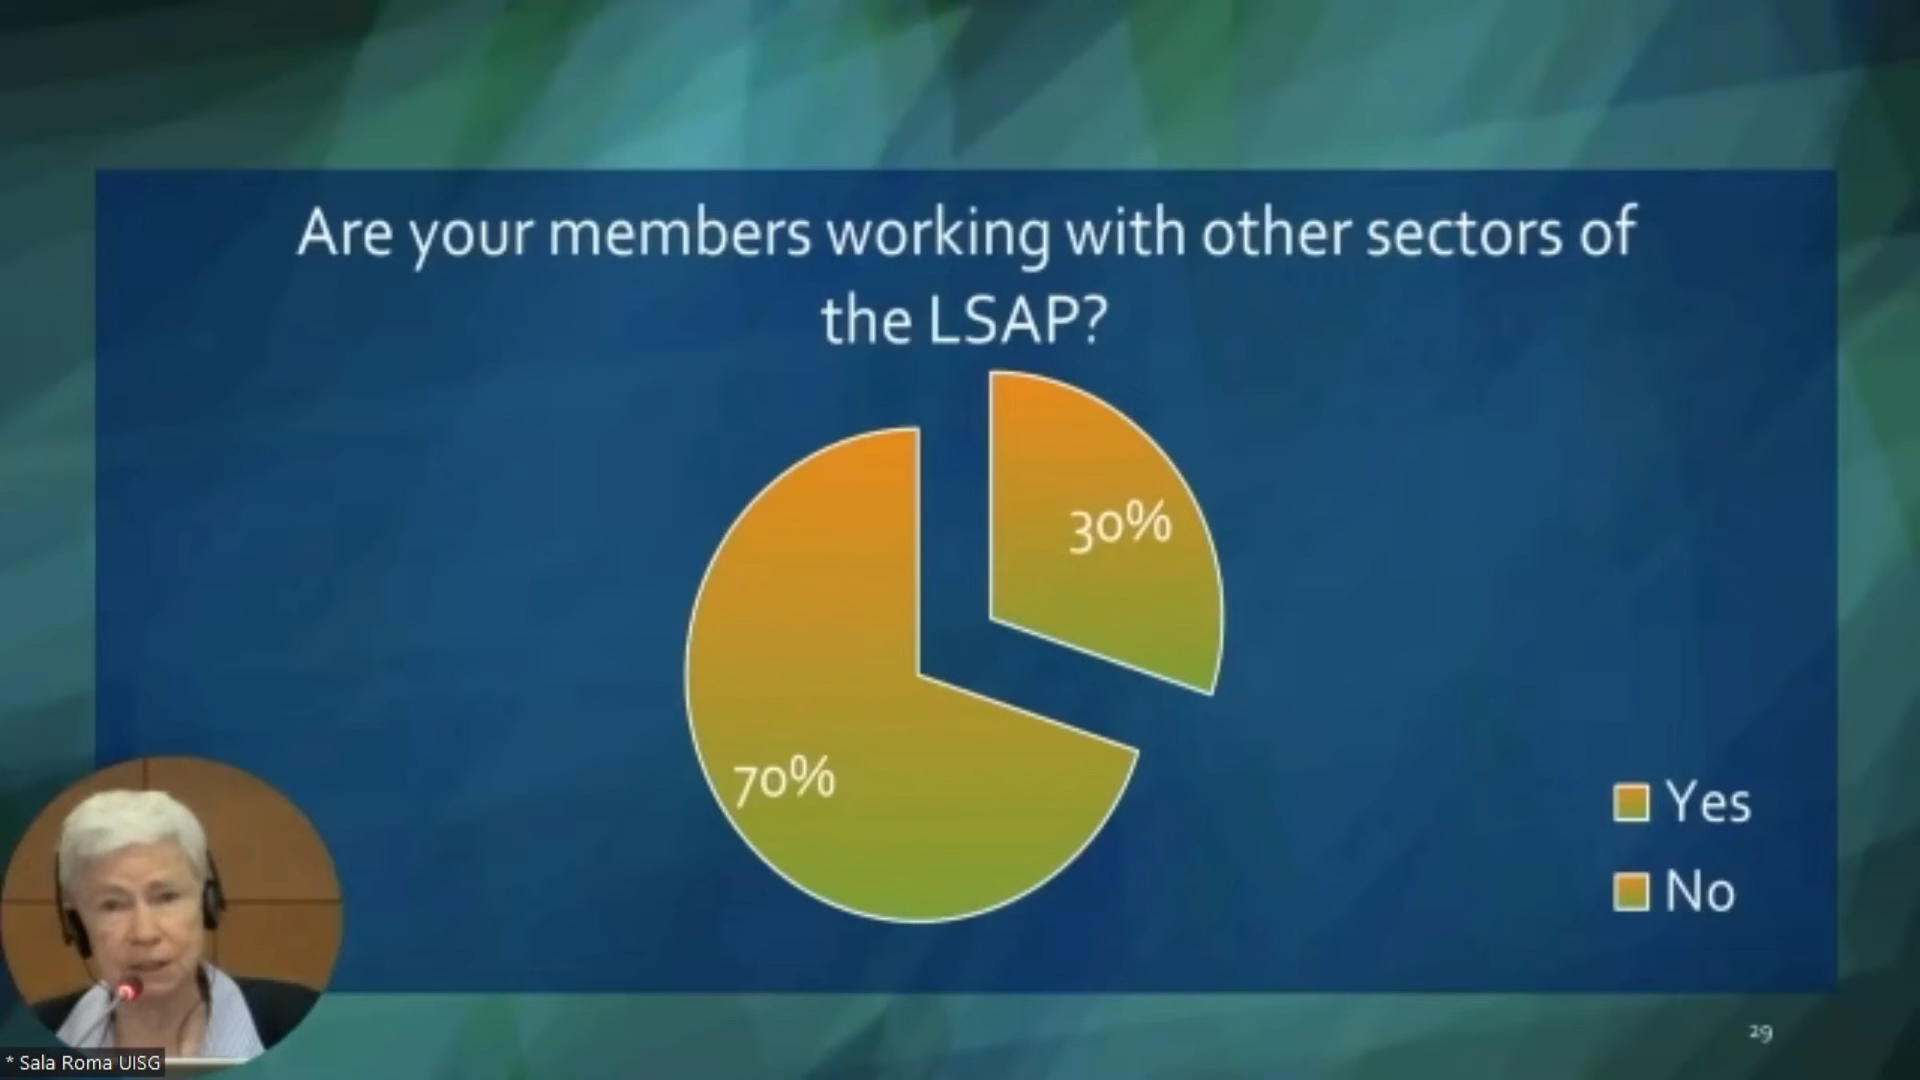 Are your members working with other sectors of
the LSAP?
30%
70%
Yes
No
29
* Sala Roma UISG